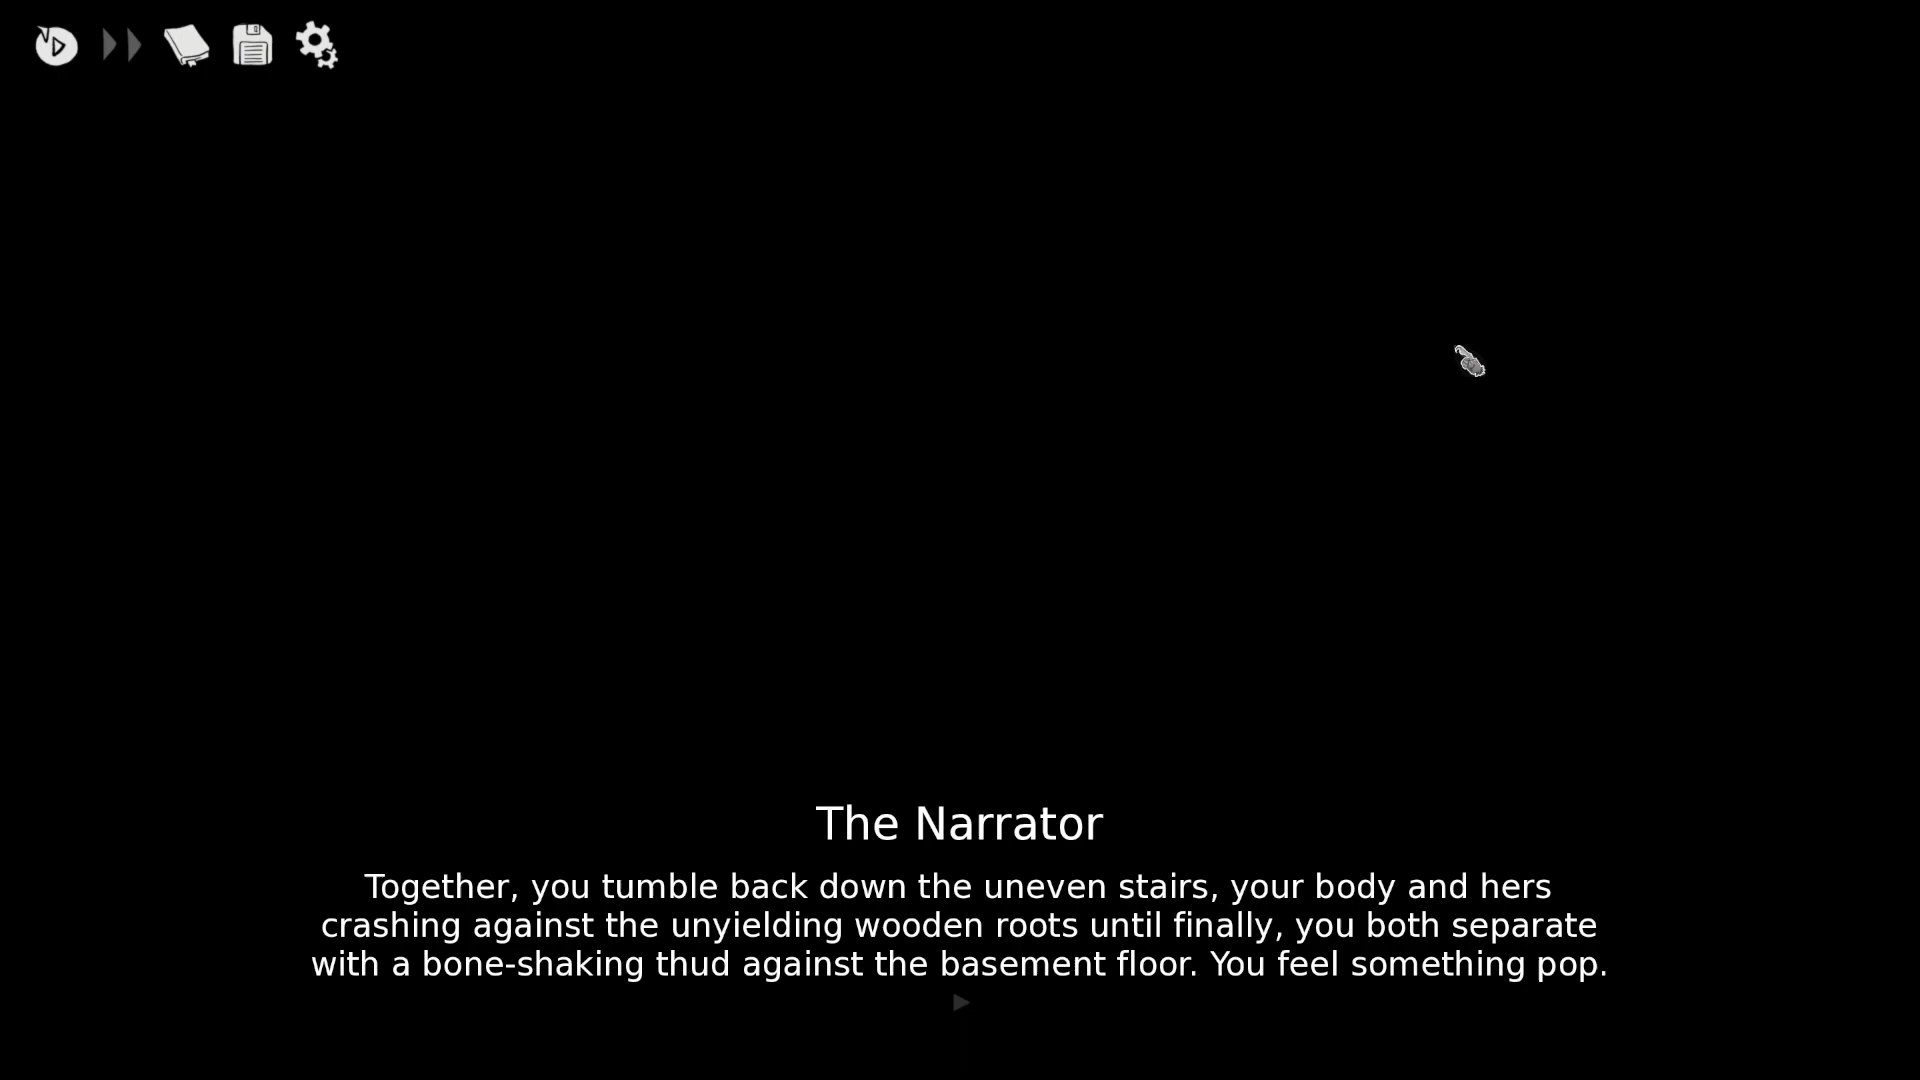 The Narrator
Together, you tumble back down the uneven stairs, your body and hers
crashing against the unyielding wooden roots until finally, you both separate
with a bone-shaking thud against the basement floor. You feel something pop.